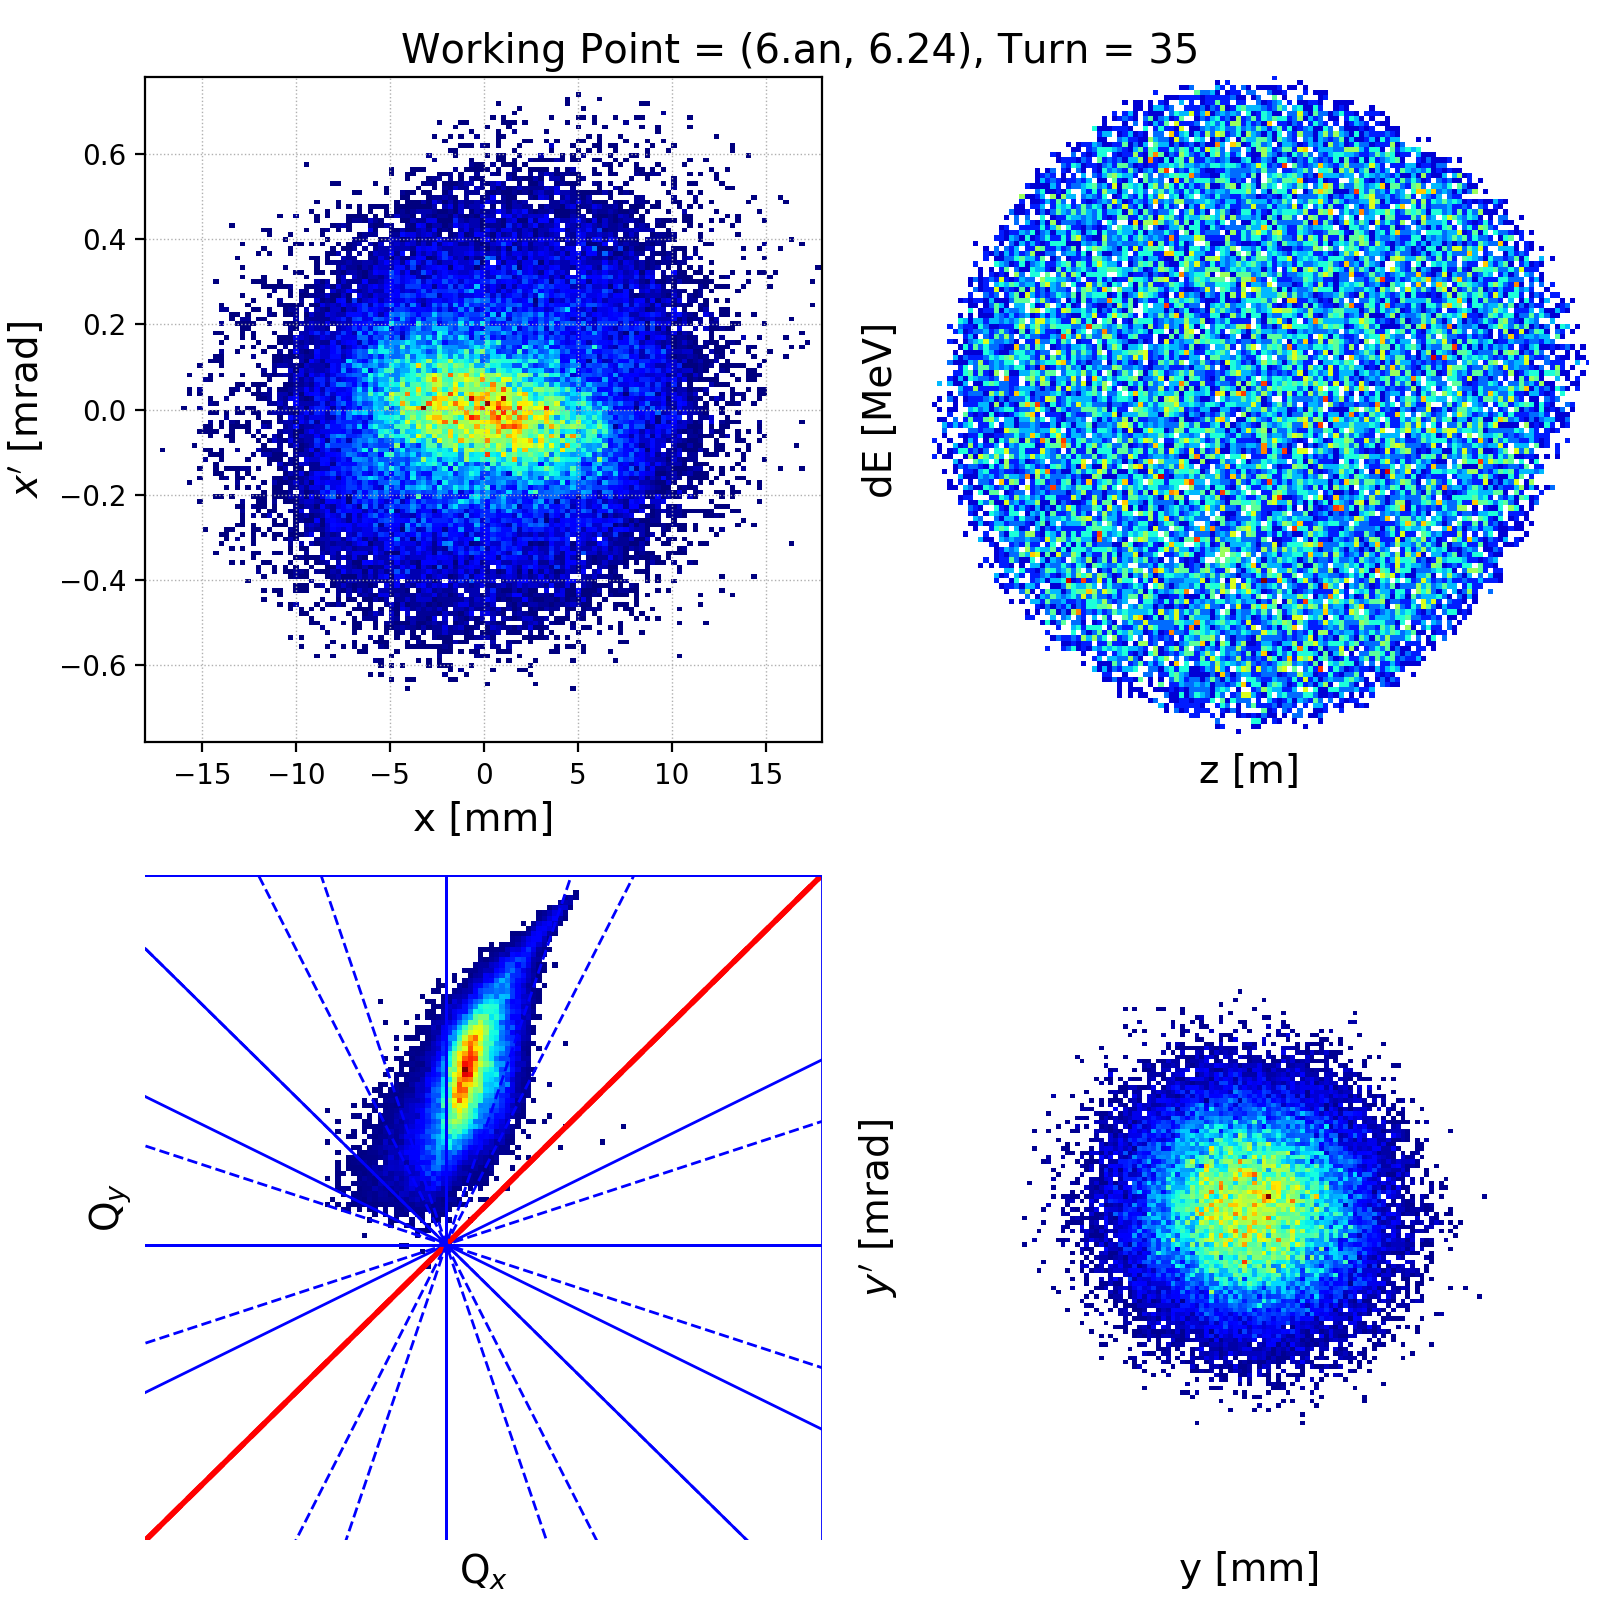 Working Point = (6.an, 6.24), Turn = 35
0.6
0.4
0.2
0.0
−0.2
−0.4
−0.6
x′ [mrad]
−15 −10 −5 0 5 10 15
x [mm]
dE [MeV]
z [m]
Qy
Qx
y′ [mrad]
y [mm]